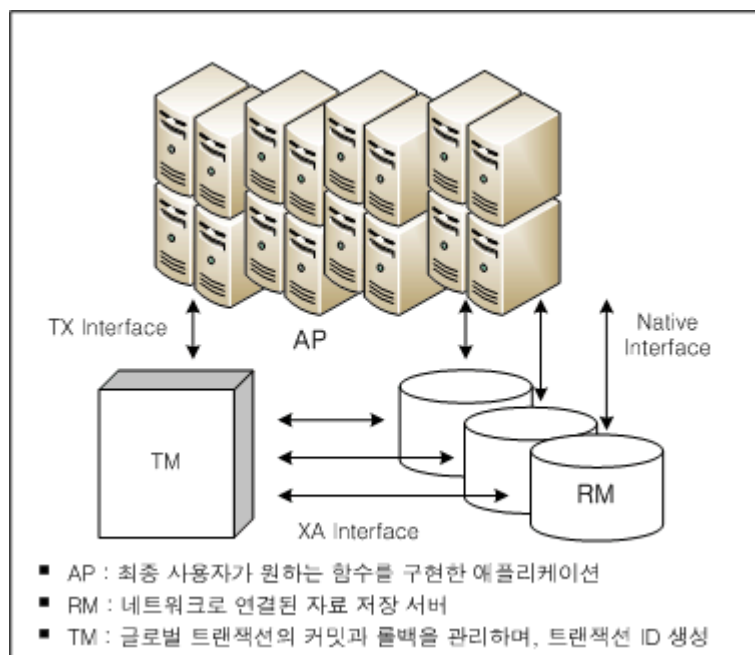 TX Interface
AP
Native
Interface
TM
RM
XA Interface
■ AP : 최종 사용자가 원하는 함수를 구현한 애플리케이션
■ RM : 네트워크로 연결된 자료 저장 서버
■ TM : 글로벌 트랜잭션의 커밋과 롤백을 관리하며, 트랜잭션 ID 생성